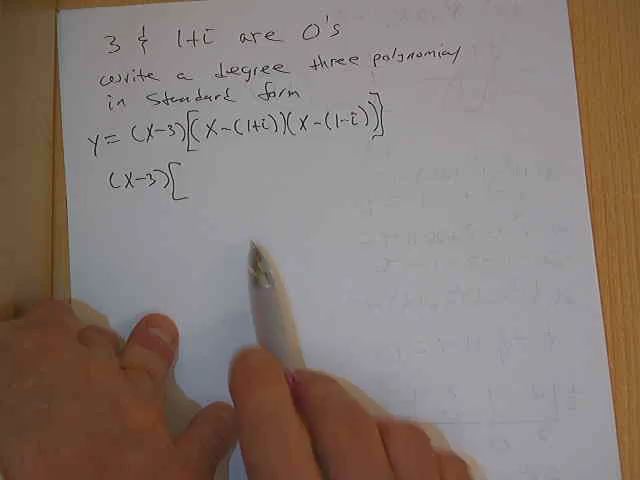 3 & 1+i are 0's
write a degree three polynomial
in standard form
y = (x-3)[(x-(1+i))(x-(1-i))]
(x-3)[